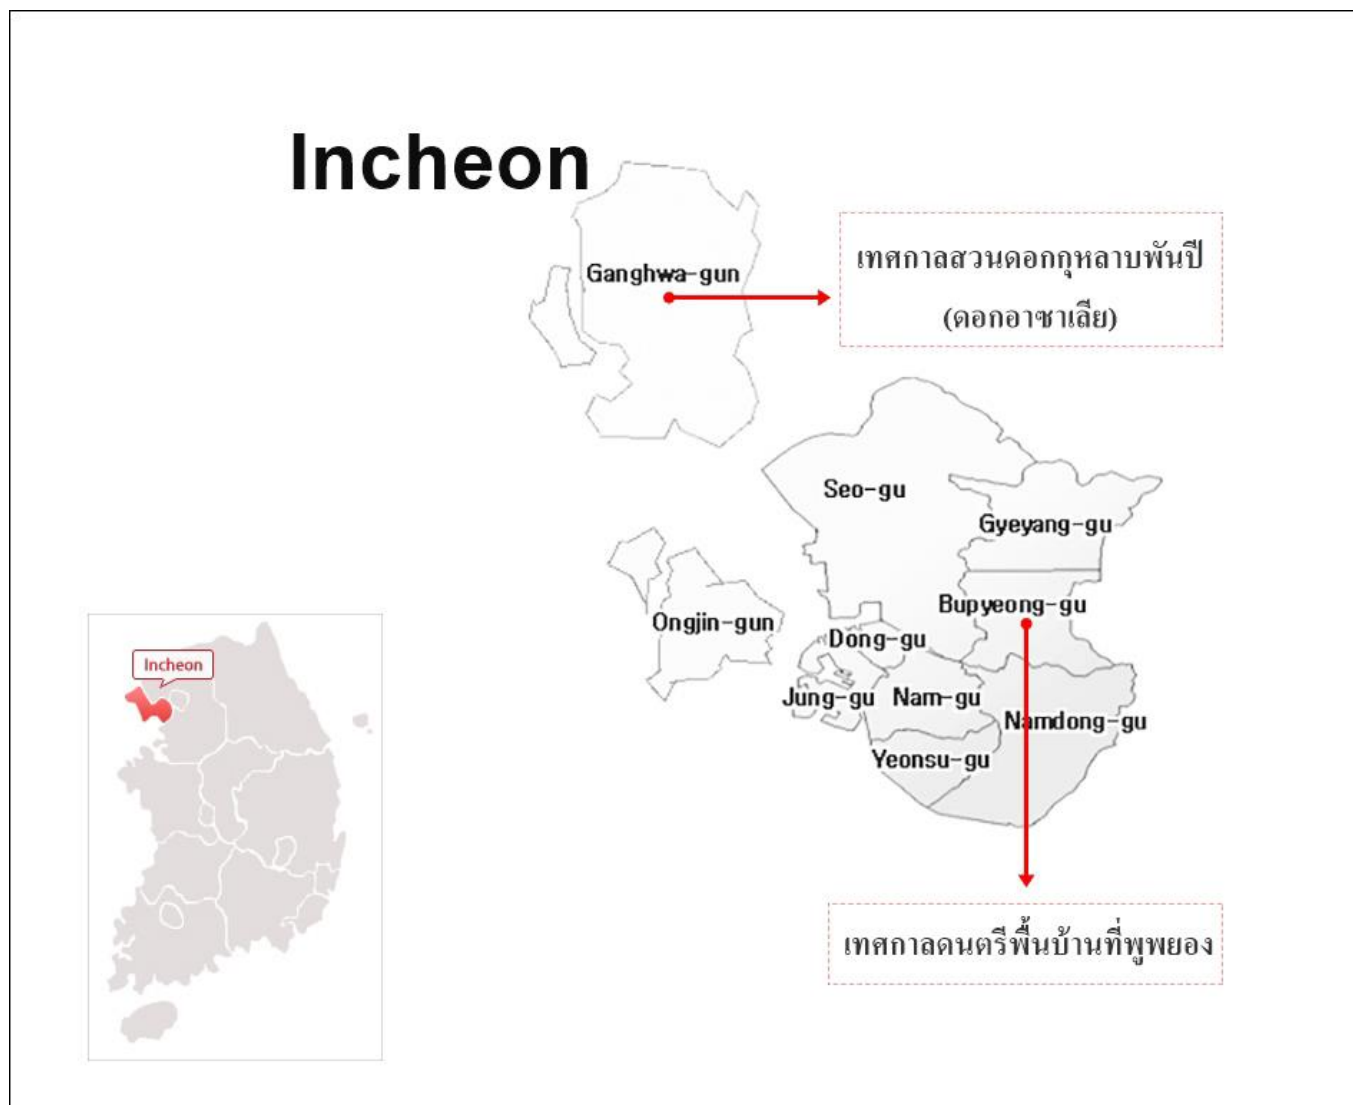 Incheon
Ganghwa-gun
เทศกาลสวนดอกกุหลาบพันปี
(ดอกอาซาเลีย)
Seo-gu
Gyeyang-gu
Bupyeong-gu
Ongjin-gun
Dong-gu
Jung-gu
Nam-gu
Namdong-gu
Yeonsu-gu
Incheon
เทศกาลดนตรีพื้นบ้านที่พูพยอง